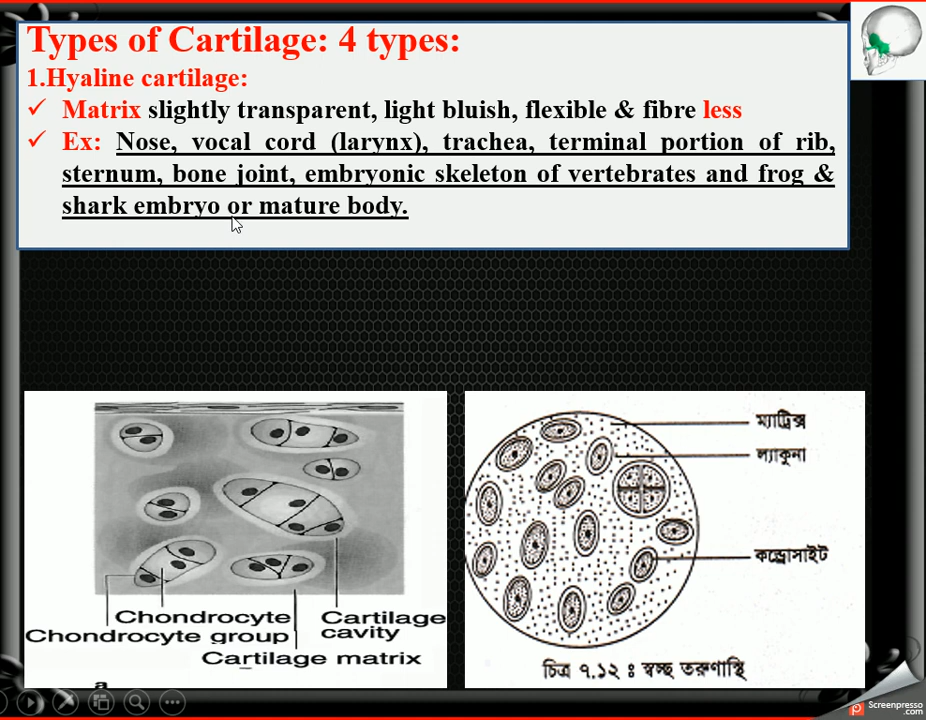 Types of Cartilage: 4 types:
1.Hyaline cartilage:
✓ Matrix slightly transparent, light bluish, flexible & fibre less
✓ Ex: Nose, vocal cord (larynx), trachea, terminal portion of rib,
sternum, bone joint, embryonic skeleton of vertebrates and frog &
shark embryo or mature body.
Chondrocyte
Chondrocyte group
Cartilage
cavity
Cartilage matrix
a
ম্যাট্রিক্স
ল্যাকুনা
কন্ড্রোসাইট
চিত্র ৭.১২ : স্বচ্ছ তরুণাস্থি
Screenpresso
.com